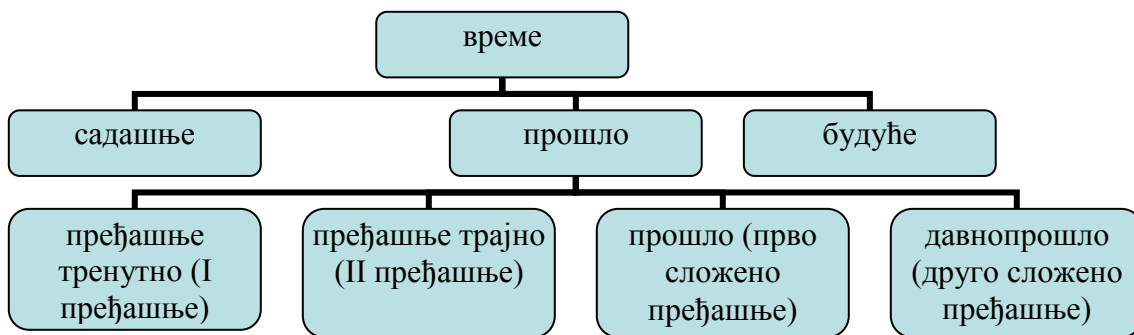 време
садашње
прошло
будуће
пређашње
тренутно (I
пређашње)
пређашње трајно
(II пређашње)
прошло (прво
сложено
пређашње)
давнопрошло
(друго сложено
пређашње)